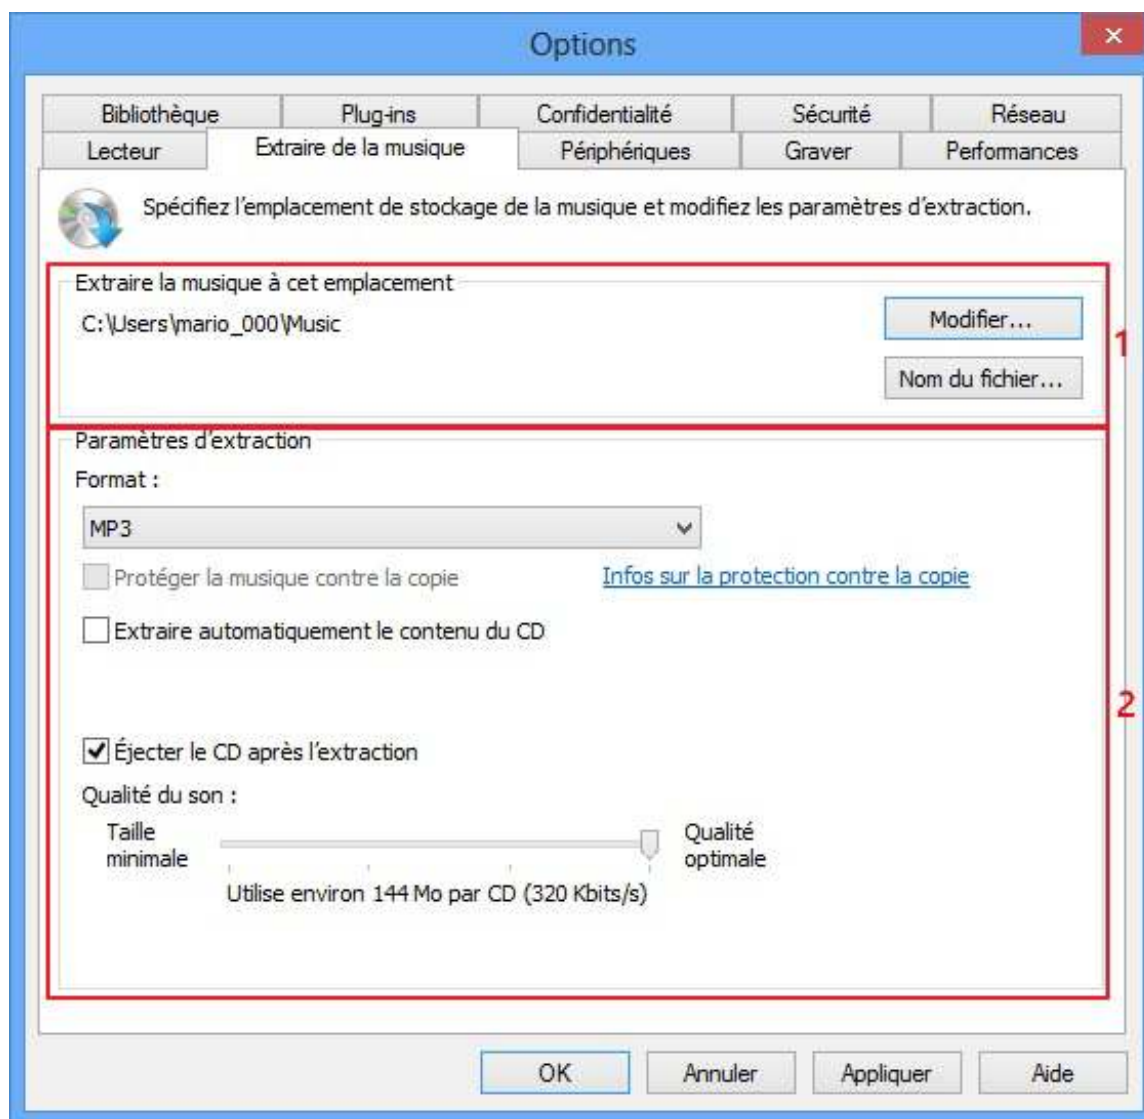 Options
Bibliothèque Plug-ins Confidentialité Sécurité Réseau
Lecteur Extraire de la musique Périphériques Graver Performances
Spécifiez l'emplacement de stockage de la musique et modifiez les paramètres d'extraction.
Extraire la musique à cet emplacement
C:\Users\mario_000\Music
Modifier...
1
Nom du fichier...
Paramètres d'extraction
Format :
MP3
Protéger la musique contre la copie Infos sur la protection contre la copie
Extraire automatiquement le contenu du CD
2
Éjecter le CD après l'extraction
Qualité du son :
Taille
minimale
Qualité
optimale
Utilise environ 144 Mo par CD (320 Kbits/s)
OK Annuler Appliquer Aide